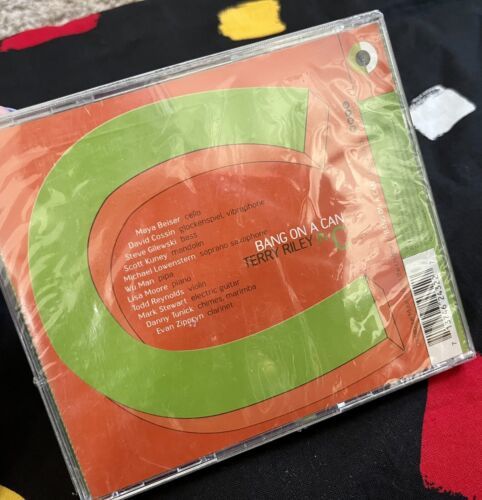 Maya Beiser cello
David Cossin glockenspiel, vibraphone
Steve Gilewski bass
Scott Kuney mandolin
Michael Lowenstern soprano saxophone
Wu Man pipa
Lisa Moore piano
Todd Reynolds violin
Mark Stewart electric guitar
Danny Tunick chimes, marimba
Evan Ziporyn clarinet
BANG ON A CAN
TERRY RILEY